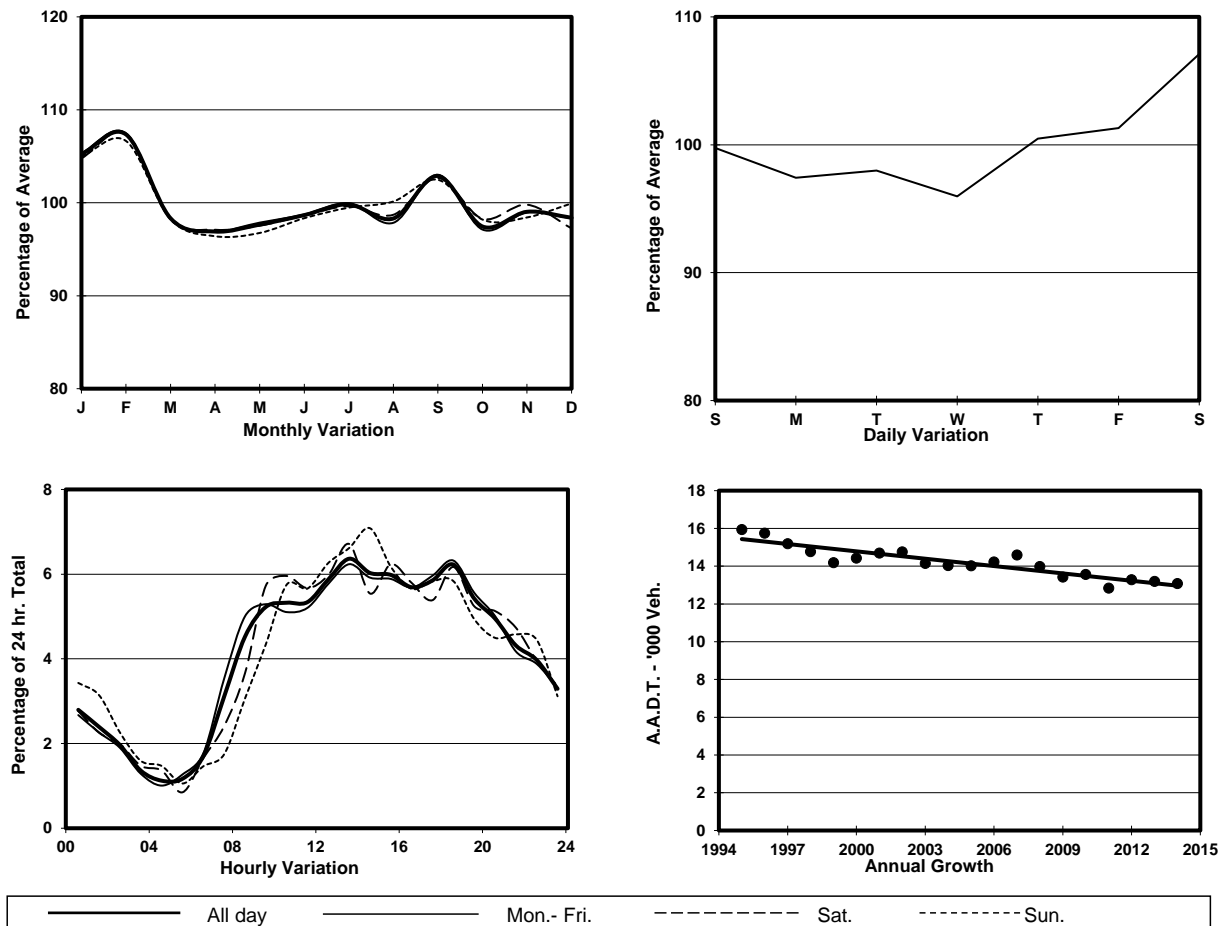 120
110
100
90
80
Percentage of Average
J F M A M J J A S O N D
Monthly Variation
110
100
90
80
Percentage of Average
S M T W T F S
Daily Variation
8
6
4
2
0
Percentage of 24 hr. Total
00 04 08 12 16 20 24
Hourly Variation
18
16
14
12
10
8
6
4
2
0
A.A.D.T. - '000 Veh.
1994 1997 2000 2003 2006 2009 2012 2015
Annual Growth
All day Mon.- Fri. Sat. Sun.